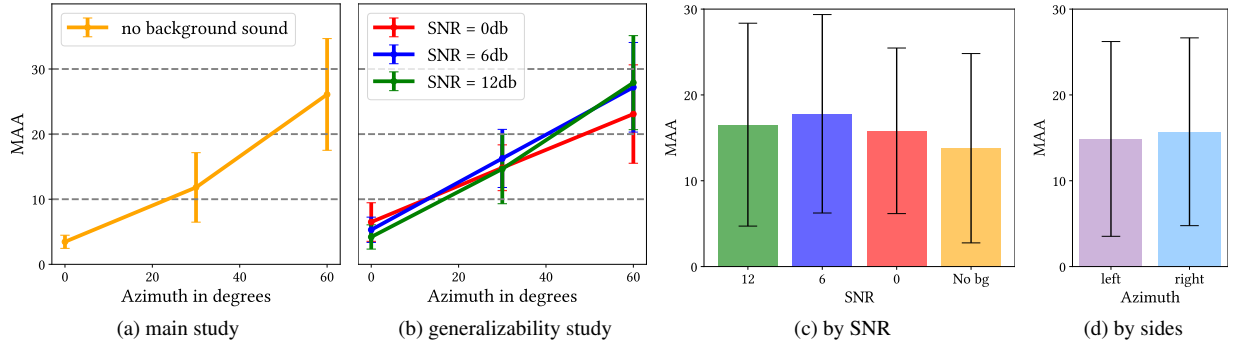 no background sound
MAA
30
20
10
0
0 20 40 60
Azimuth in degrees
(a) main study
SNR = 0db
SNR = 6db
SNR = 12db
0 20 40 60
Azimuth in degrees
(b) generalizability study
MAA
30
20
10
0
12 6 0 No bg
SNR
(c) by SNR
MAA
30
20
10
0
left right
Azimuth
(d) by sides